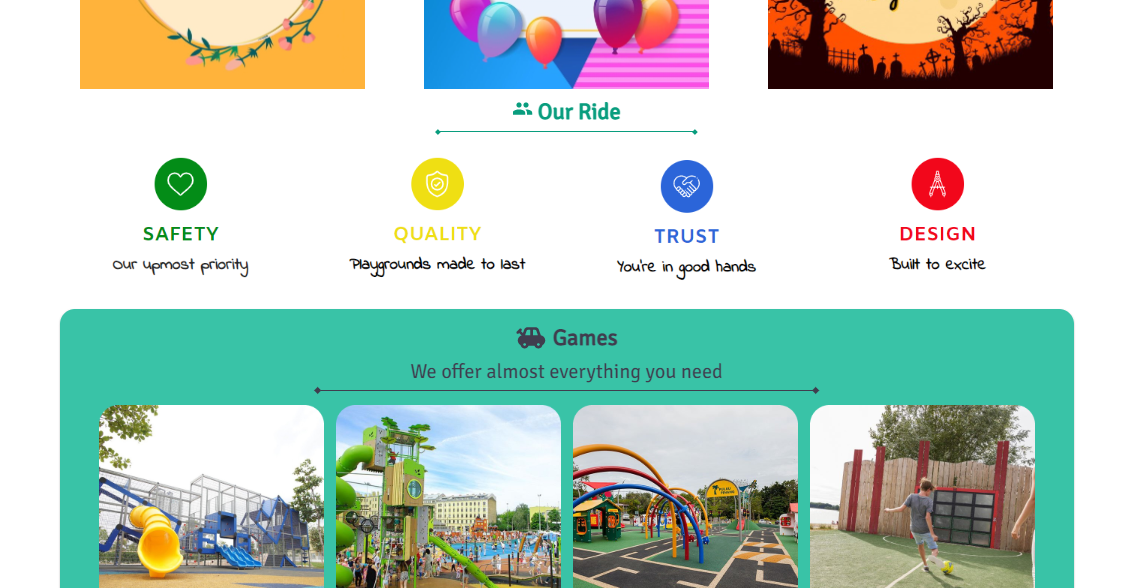 Our Ride
SAFETY
Our upmost priority
QUALITY
Playgrounds made to last
TRUST
You're in good hands
DESIGN
Built to excite
Games
We offer almost everything you need